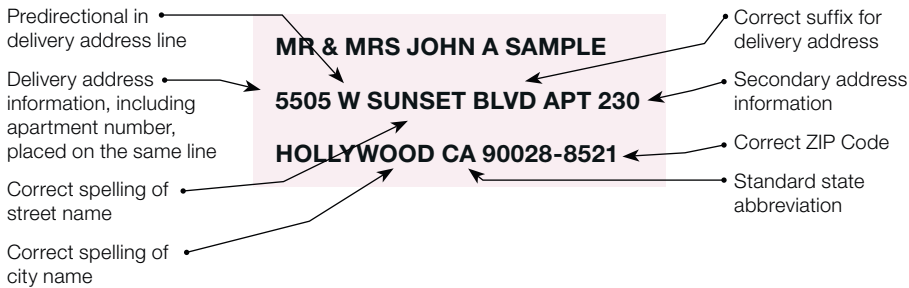 Predirectional in
delivery address line
Delivery address
information, including
apartment number,
placed on the same line
Correct spelling of
street name
Correct spelling of
city name
MR & MRS JOHN A SAMPLE
5505 W SUNSET BLVD APT 230
HOLLYWOOD CA 90028-8521
Correct suffix for
delivery address
Secondary address
information
Correct ZIP Code
Standard state
abbreviation